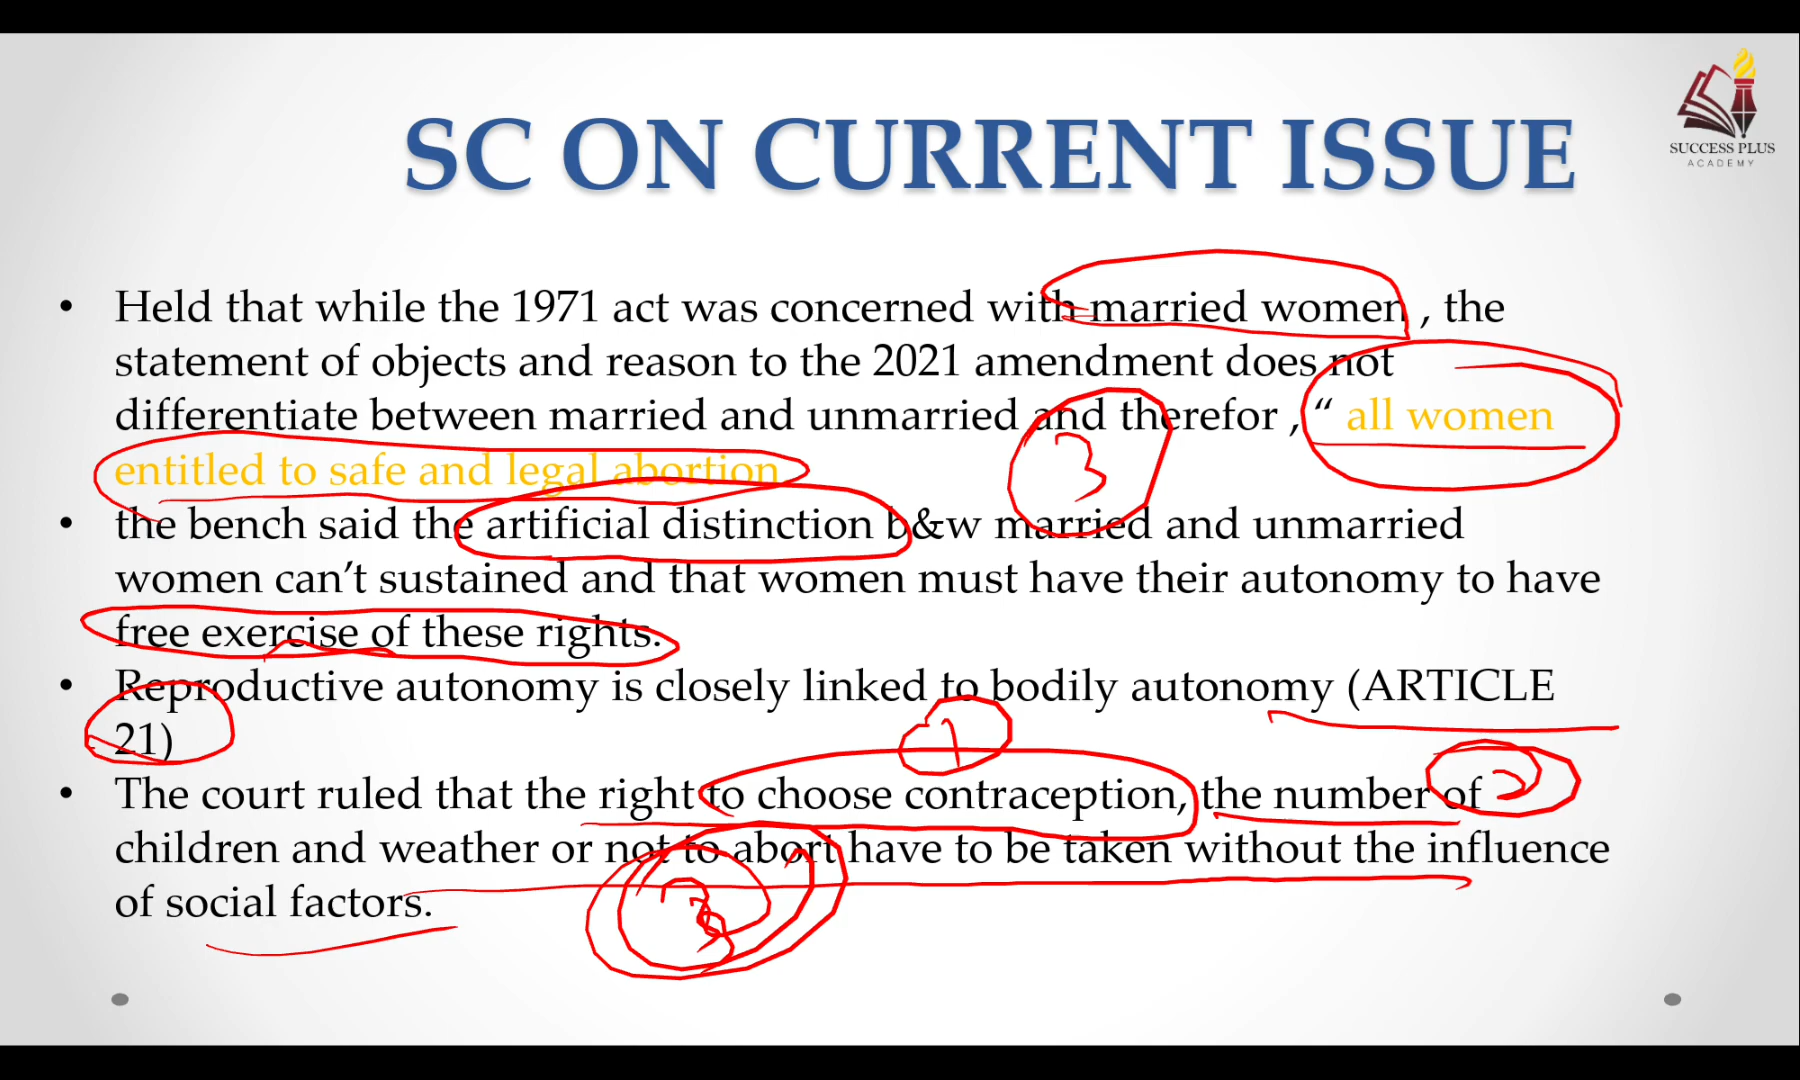 SUCCESS PLUS
ACADEMY
SC ON CURRENT ISSUE
• Held that while the 1971 act was concerned with married women , the
statement of objects and reason to the 2021 amendment does not
differentiate between married and unmarried and therefor , “ all women
entitled to safe and legal abortion
3
• the bench said the artificial distinction b&w married and unmarried
women can’t sustained and that women must have their autonomy to have
free exercise of these rights.
• Reproductive autonomy is closely linked to bodily autonomy (ARTICLE
21)
1
• The court ruled that the right to choose contraception, the number of
2
children and weather or not to abort have to be taken without the influence
of social factors.
3